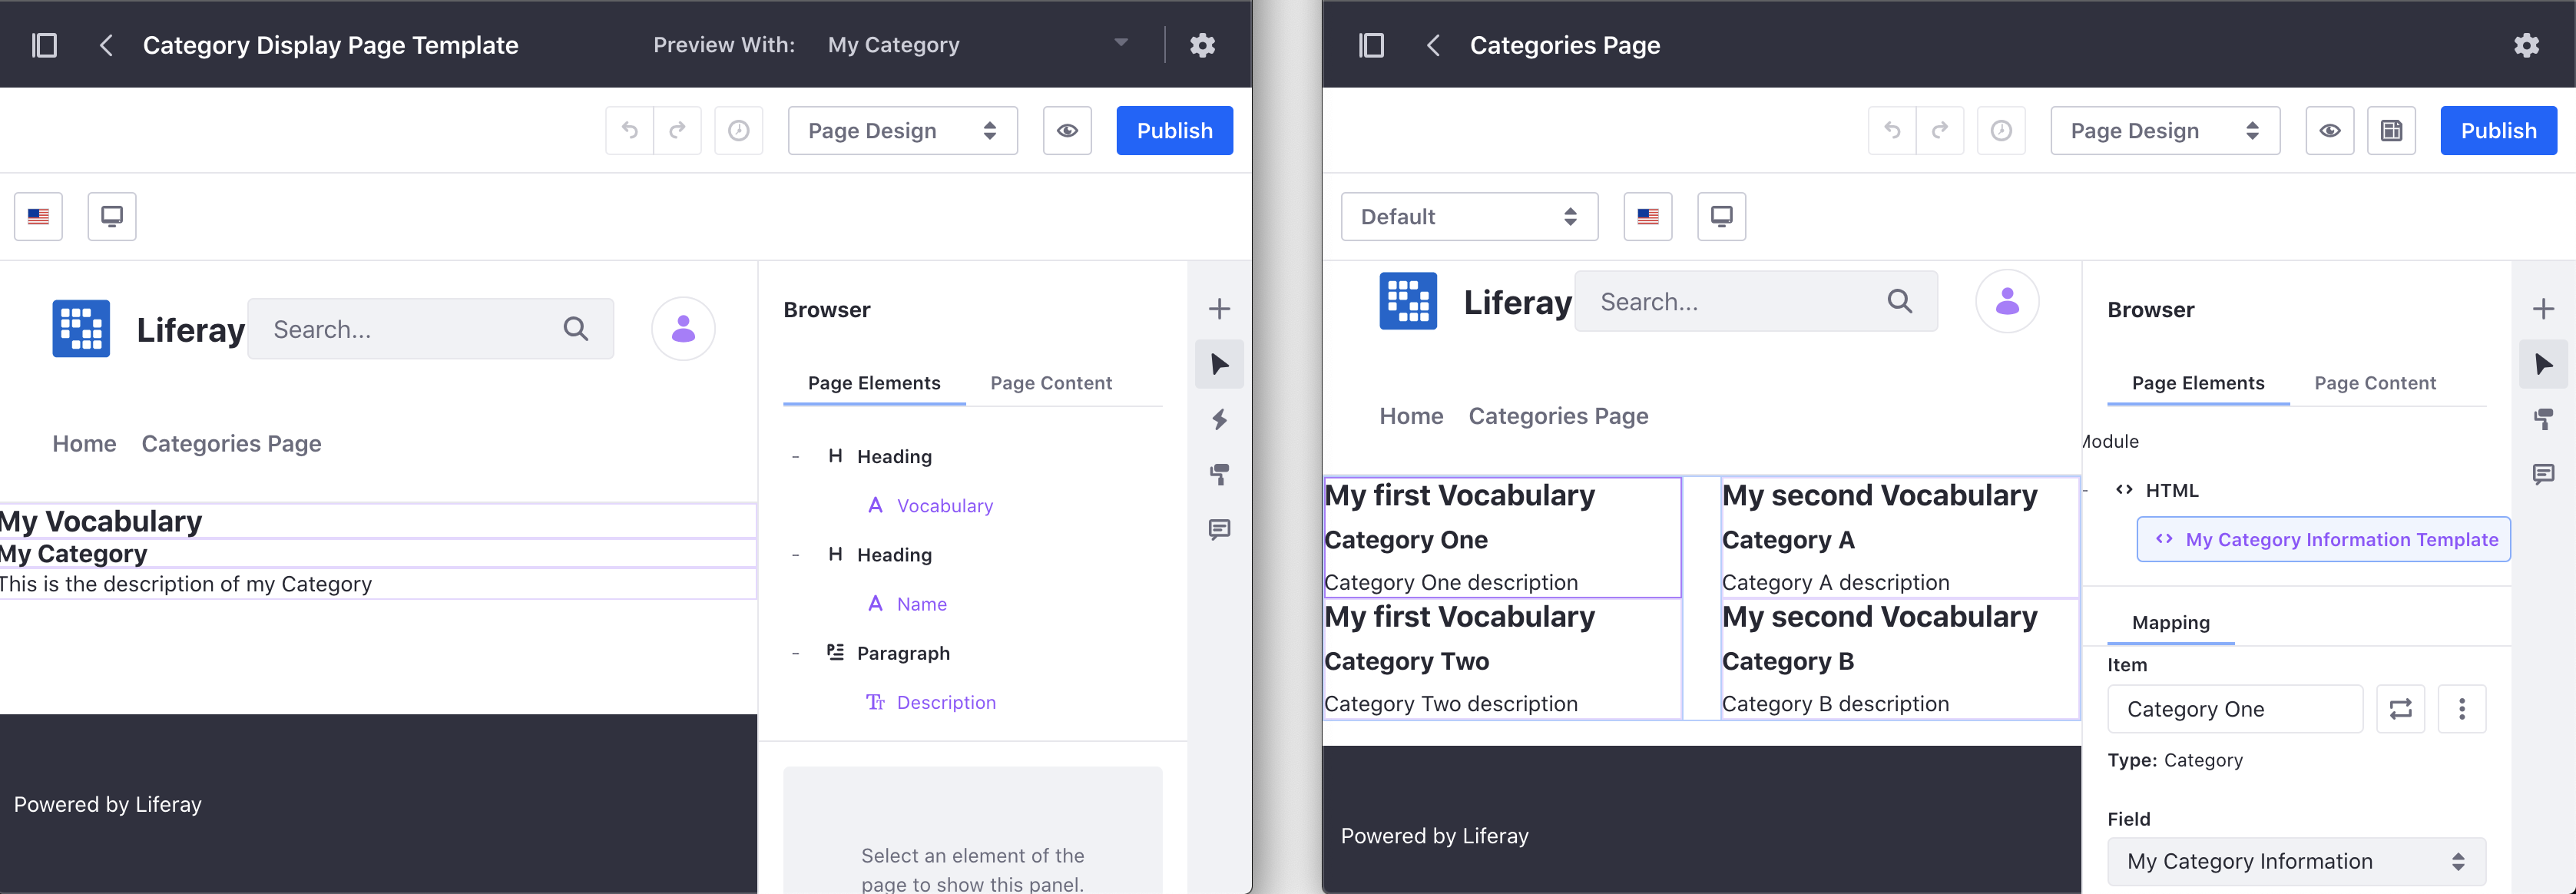 Category Display Page Template
Preview With: My Category
Page Design
Publish
Liferay
Search...
Home Categories Page
My Vocabulary
My Category
This is the description of my Category
Powered by Liferay
Browser
Page Elements Page Content
Heading
Vocabulary
Heading
Name
Paragraph
Description
Select an element of the
page to show this panel.
Categories Page
Page Design
Publish
Default
Liferay
Search...
Home Categories Page
My first Vocabulary
Category One
Category One description
My first Vocabulary
Category Two
Category Two description
My second Vocabulary
Category A
Category A description
My second Vocabulary
Category B
Category B description
Powered by Liferay
Browser
Page Elements Page Content
Module
HTML
My Category Information Template
Mapping
Item
Category One
Type: Category
Field
My Category Information